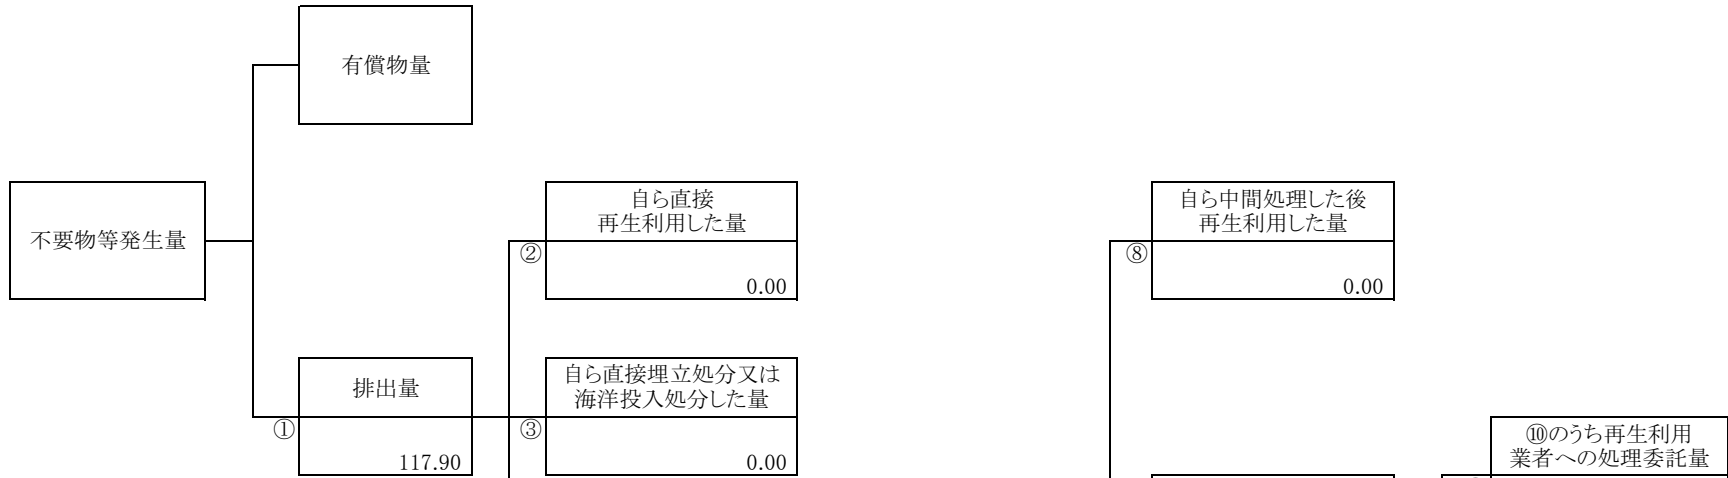 有償物量
不要物等発生量
自ら直接
再生利用した量
②
0.00
自ら中間処理した後
再生利用した量
⑧
0.00
排出量
①
117.90
自ら直接埋立処分又は
海洋投入処分した量
③
0.00
⑩のうち再生利用
業者への処理委託量